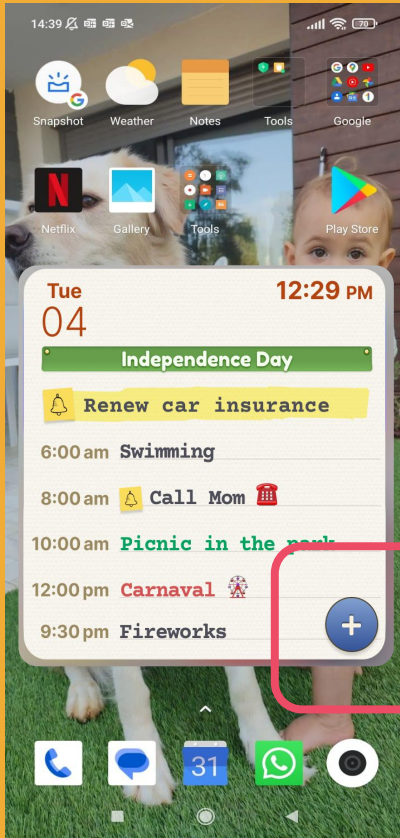 14:39
70
Snapshot
Weather
Notes
Tools
Google
Netflix
Gallery
Tools
Play Store
Tue
12:29 PM
04
Independence Day
Renew car insurance
6:00 am Swimming
8:00 am Call Mom
10:00 am Picnic in the park
12:00 pm Carnaval
9:30 pm Fireworks
31